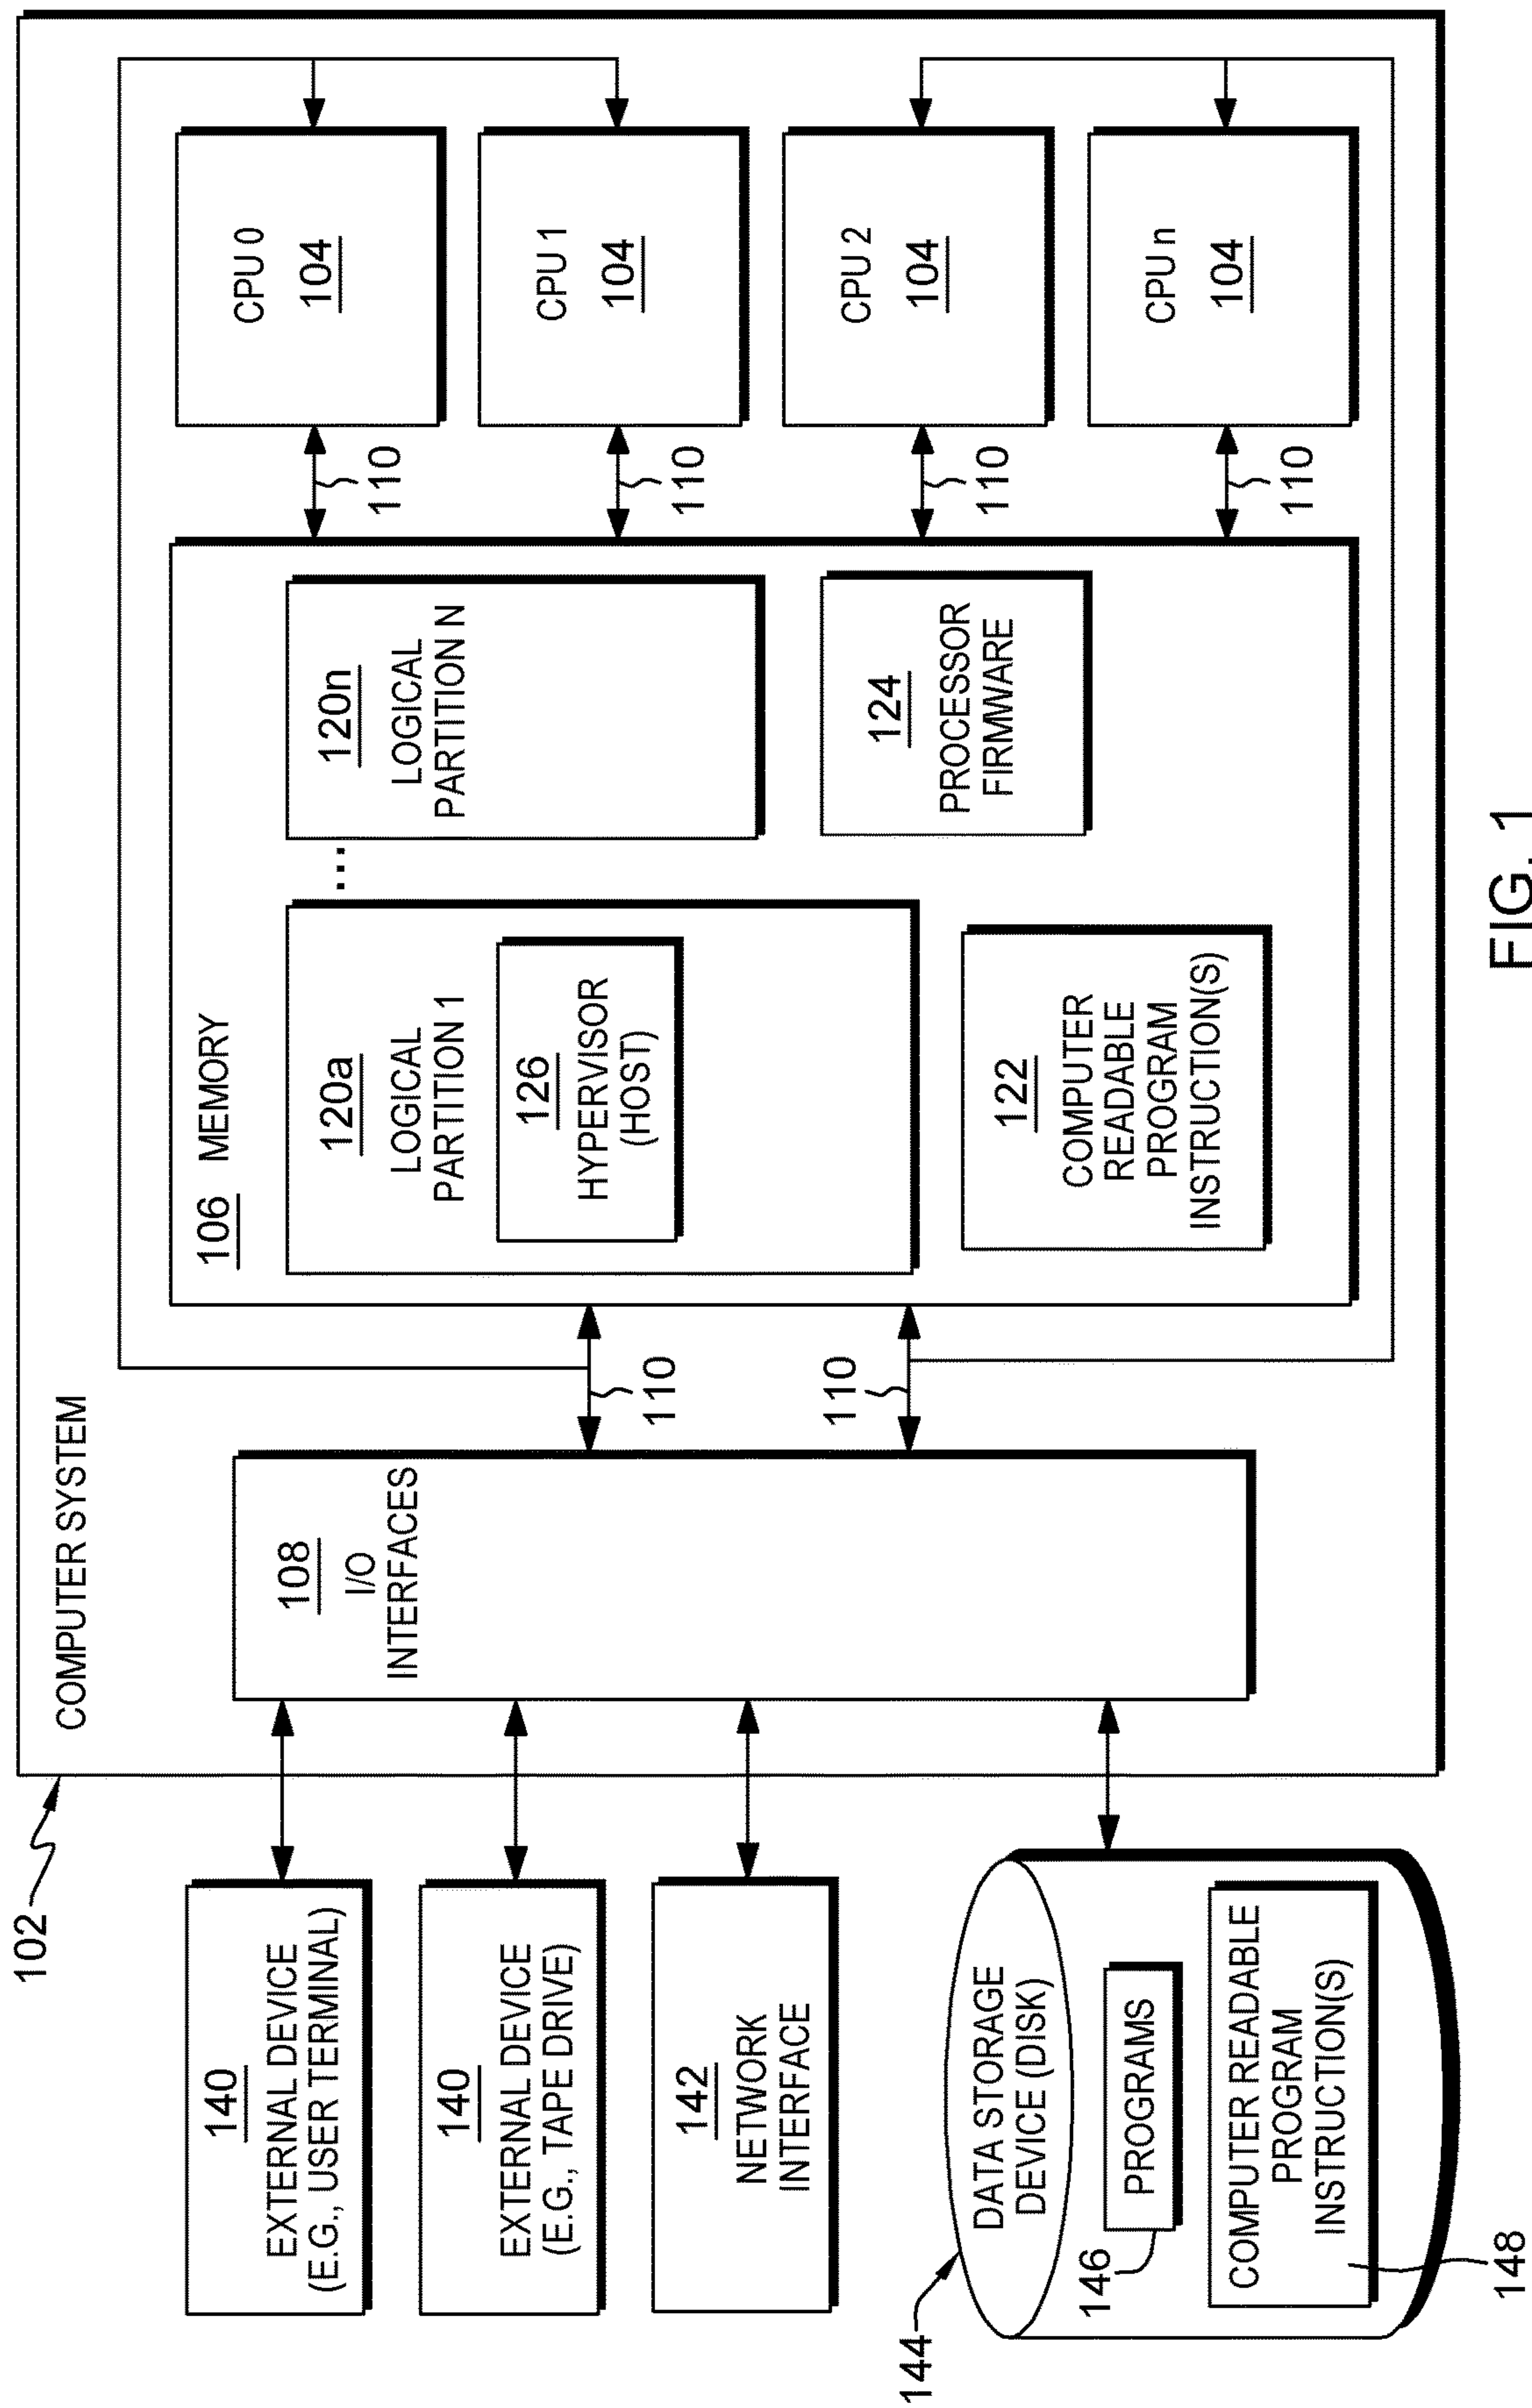 102
COMPUTER SYSTEM
140
EXTERNAL DEVICE
(E.G., USER TERMINAL)
140
EXTERNAL DEVICE
(E.G., TAPE DRIVE)
142
NETWORK
INTERFACE
144
DATA STORAGE
DEVICE (DISK)
146
PROGRAMS
COMPUTER READABLE
PROGRAM
INSTRUCTION(S)
148
108
I/O
INTERFACES
110
110
106 MEMORY
120a
LOGICAL
PARTITION 1
126
HYPERVISOR
(HOST)
...
120n
LOGICAL
PARTITION N
122
COMPUTER
READABLE
PROGRAM
INSTRUCTION(S)
124
PROCESSOR
FIRMWARE
110
110
110
110
CPU 0
104
CPU 1
104
CPU 2
104
CPU n
104
FIG. 1